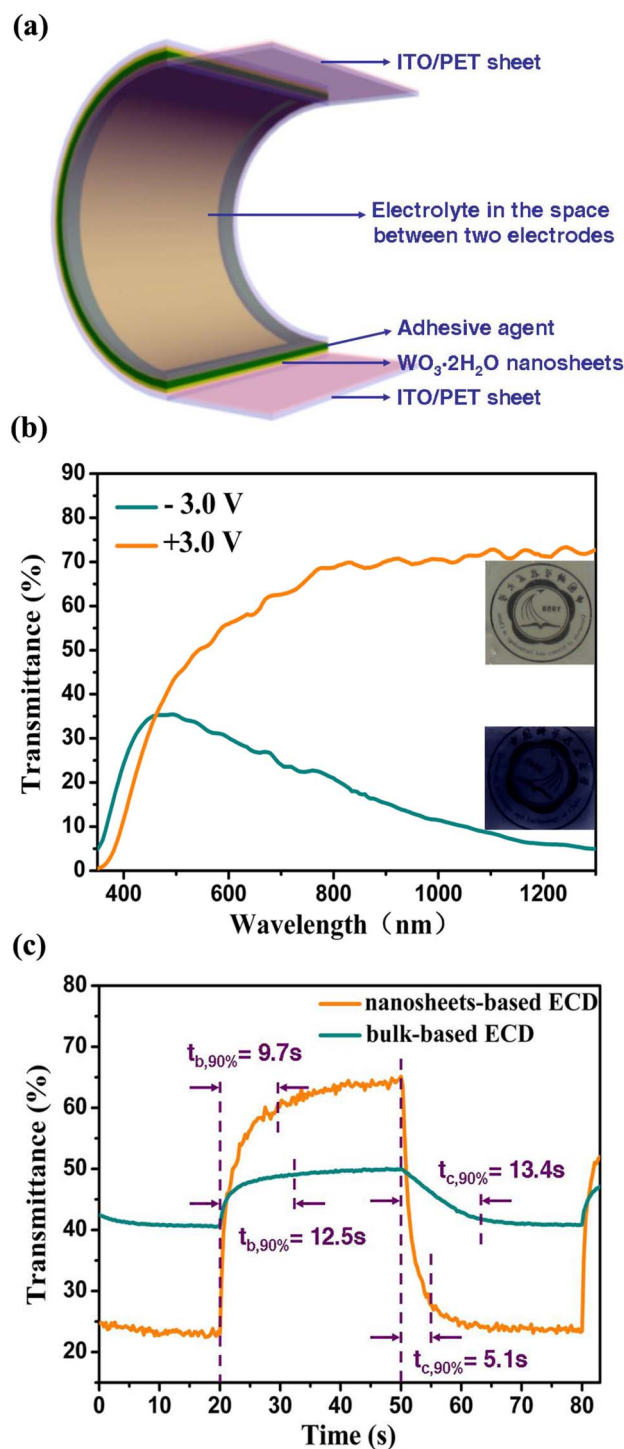 (a)
ITO/PET sheet
Electrolyte in the space
between two electrodes
Adhesive agent
WO₃·2H₂O nanosheets
ITO/PET sheet
(b)
90
80
70
60
50
40
30
20
10
0
Transmittance (%)
- 3.0 V
+3.0 V
400 600 800 1000 1200
Wavelength（nm）
(c)
80
70
60
50
40
30
20
Transmittance (%)
nanosheets-based ECD
bulk-based ECD
t_b,90% = 9.7s
t_c,90% = 13.4s
t_b,90% = 12.5s
t_c,90% = 5.1s
0 10 20 30 40 50 60 70 80
Time (s)